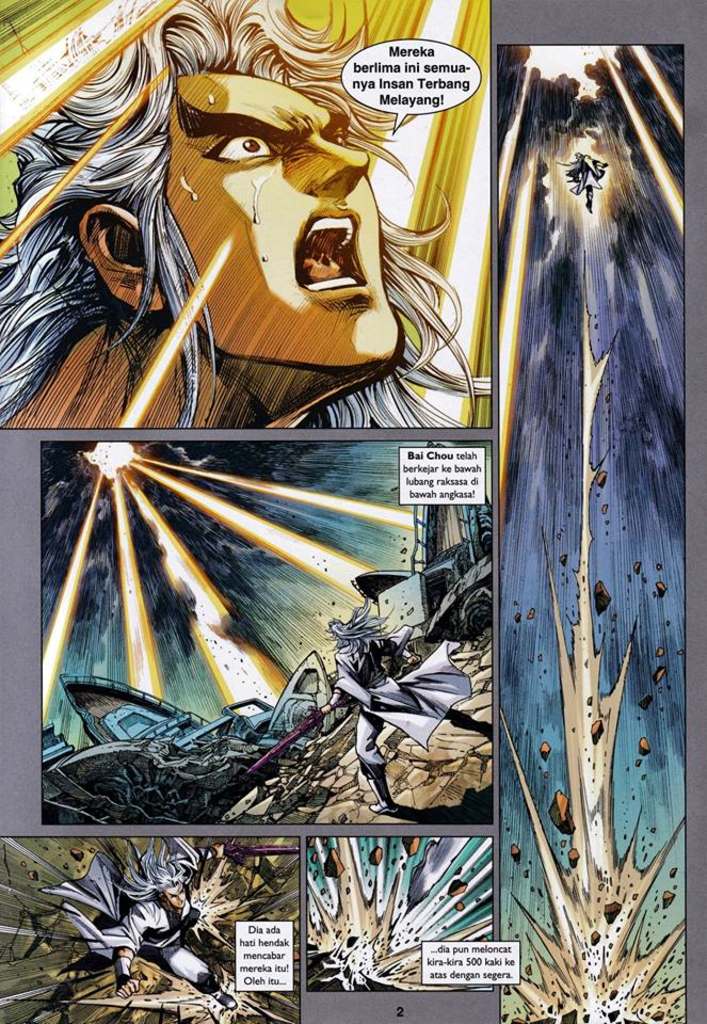 Mereka
berlima ini semua-
nya Insan Terbang
Melayang!
Bai Chou telah
berkejar ke bawah
lubang raksasa di
bawah angkasa!
Dia ada
hati hendak
mencabar
mereka itu!
Oleh itu...
...dia pun meloncat
kira-kira 500 kaki ke
atas dengan segera.
2